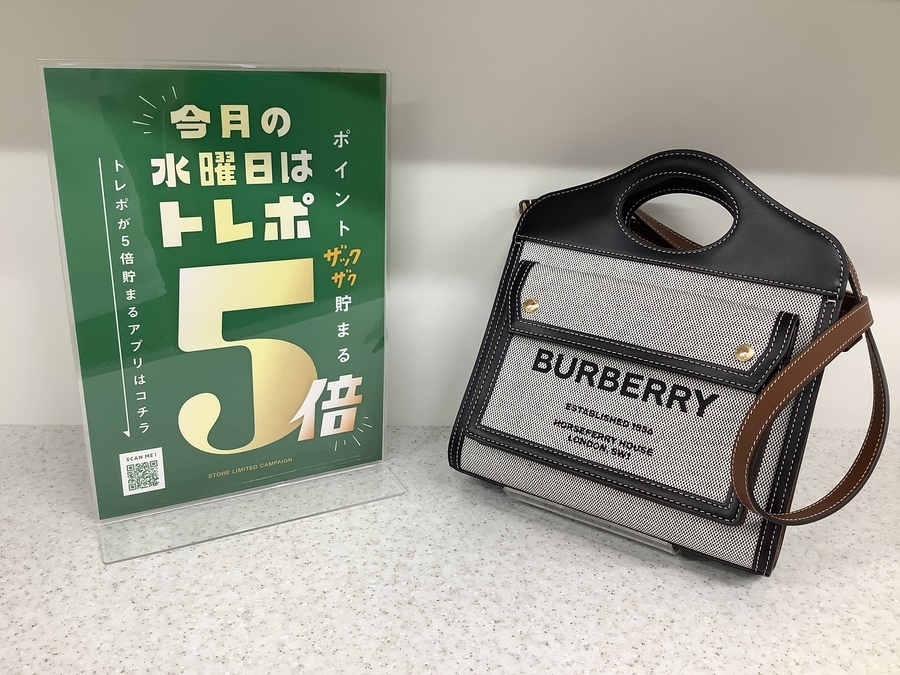 今月の
水曜日は
トレポ
5倍
ポイント
ザック
ザク
貯まる
トレポが5倍貯まるアプリはコチラ
SCAN ME!
STORE LIMITED CAMPAIGN
BURBERRY
ESTABLISHED 1856
HORSEFERRY HOUSE
LONDON, SW1